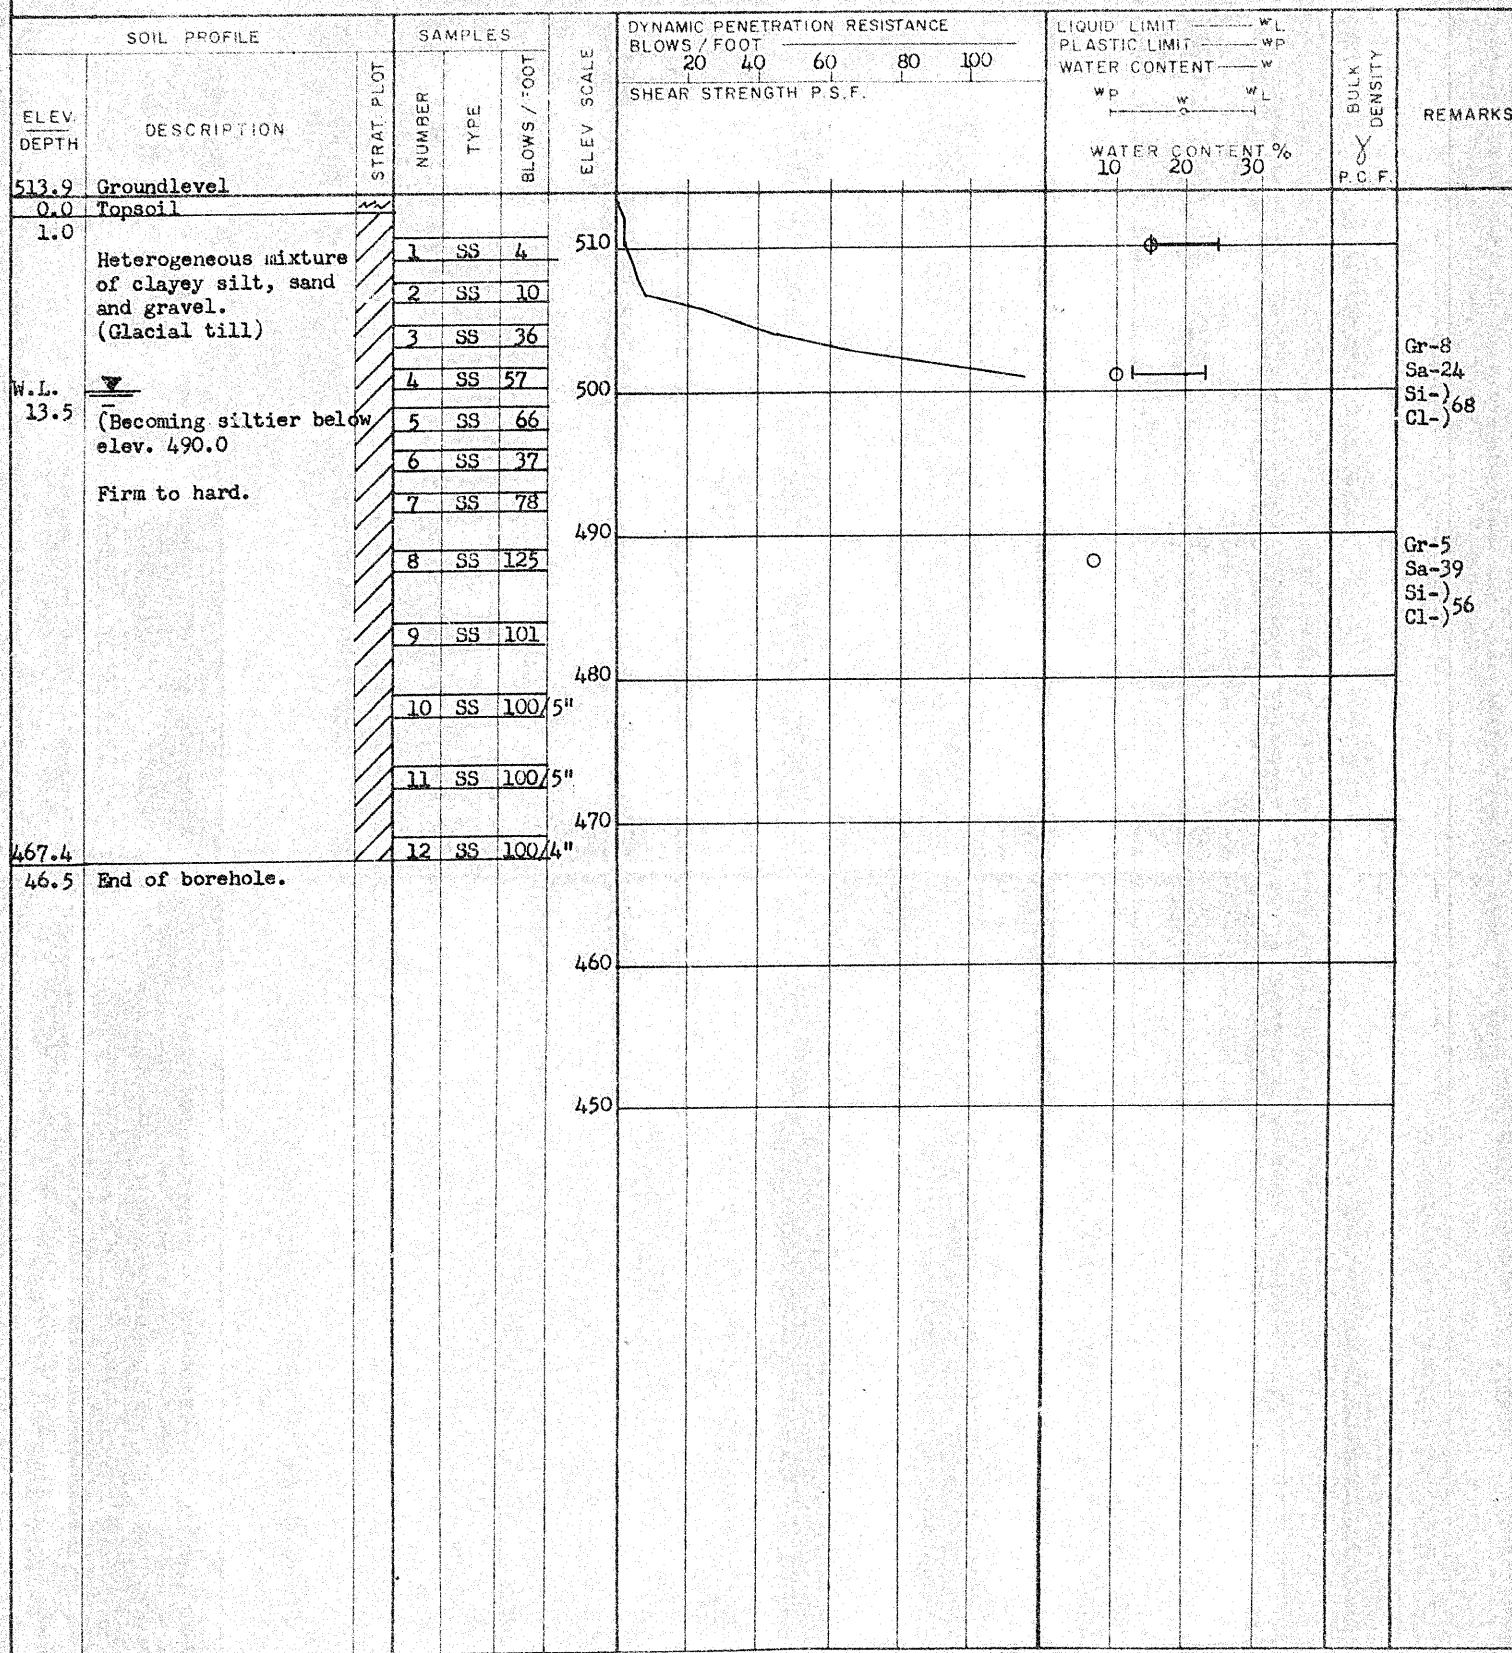 SOIL PROFILE
SAMPLES
ELEV.
DEPTH
DESCRIPTION
STRAT. PLOT
NUMBER
TYPE
BLOWS / FOOT
ELEV SCALE
DYNAMIC PENETRATION RESISTANCE
BLOWS / FOOT
20 40 60 80 100
SHEAR STRENGTH P.S.F.
LIQUID LIMIT WL
PLASTIC LIMIT WP
WATER CONTENT W
WP W WL
WATER CONTENT %
10 20 30
BULK DENSITY
γ
P.C.F.
REMARKS
513.9 Groundlevel
0.0 Topsoil
1.0
Heterogeneous mixture
of clayey silt, sand
and gravel.
(Glacial till)
W.L.
13.5
(Becoming siltier below
elev. 490.0
Firm to hard.
467.4
46.5 End of borehole.
1 SS 4
2 SS 10
3 SS 36
4 SS 57
5 SS 66
6 SS 37
7 SS 78
8 SS 125
9 SS 101
10 SS 100/5"
11 SS 100/5"
12 SS 100/4"
510
500
490
480
470
460
450
Gr-8
Sa-24
Si-)
Cl-)68
Gr-5
Sa-39
Si-)
Cl-)56